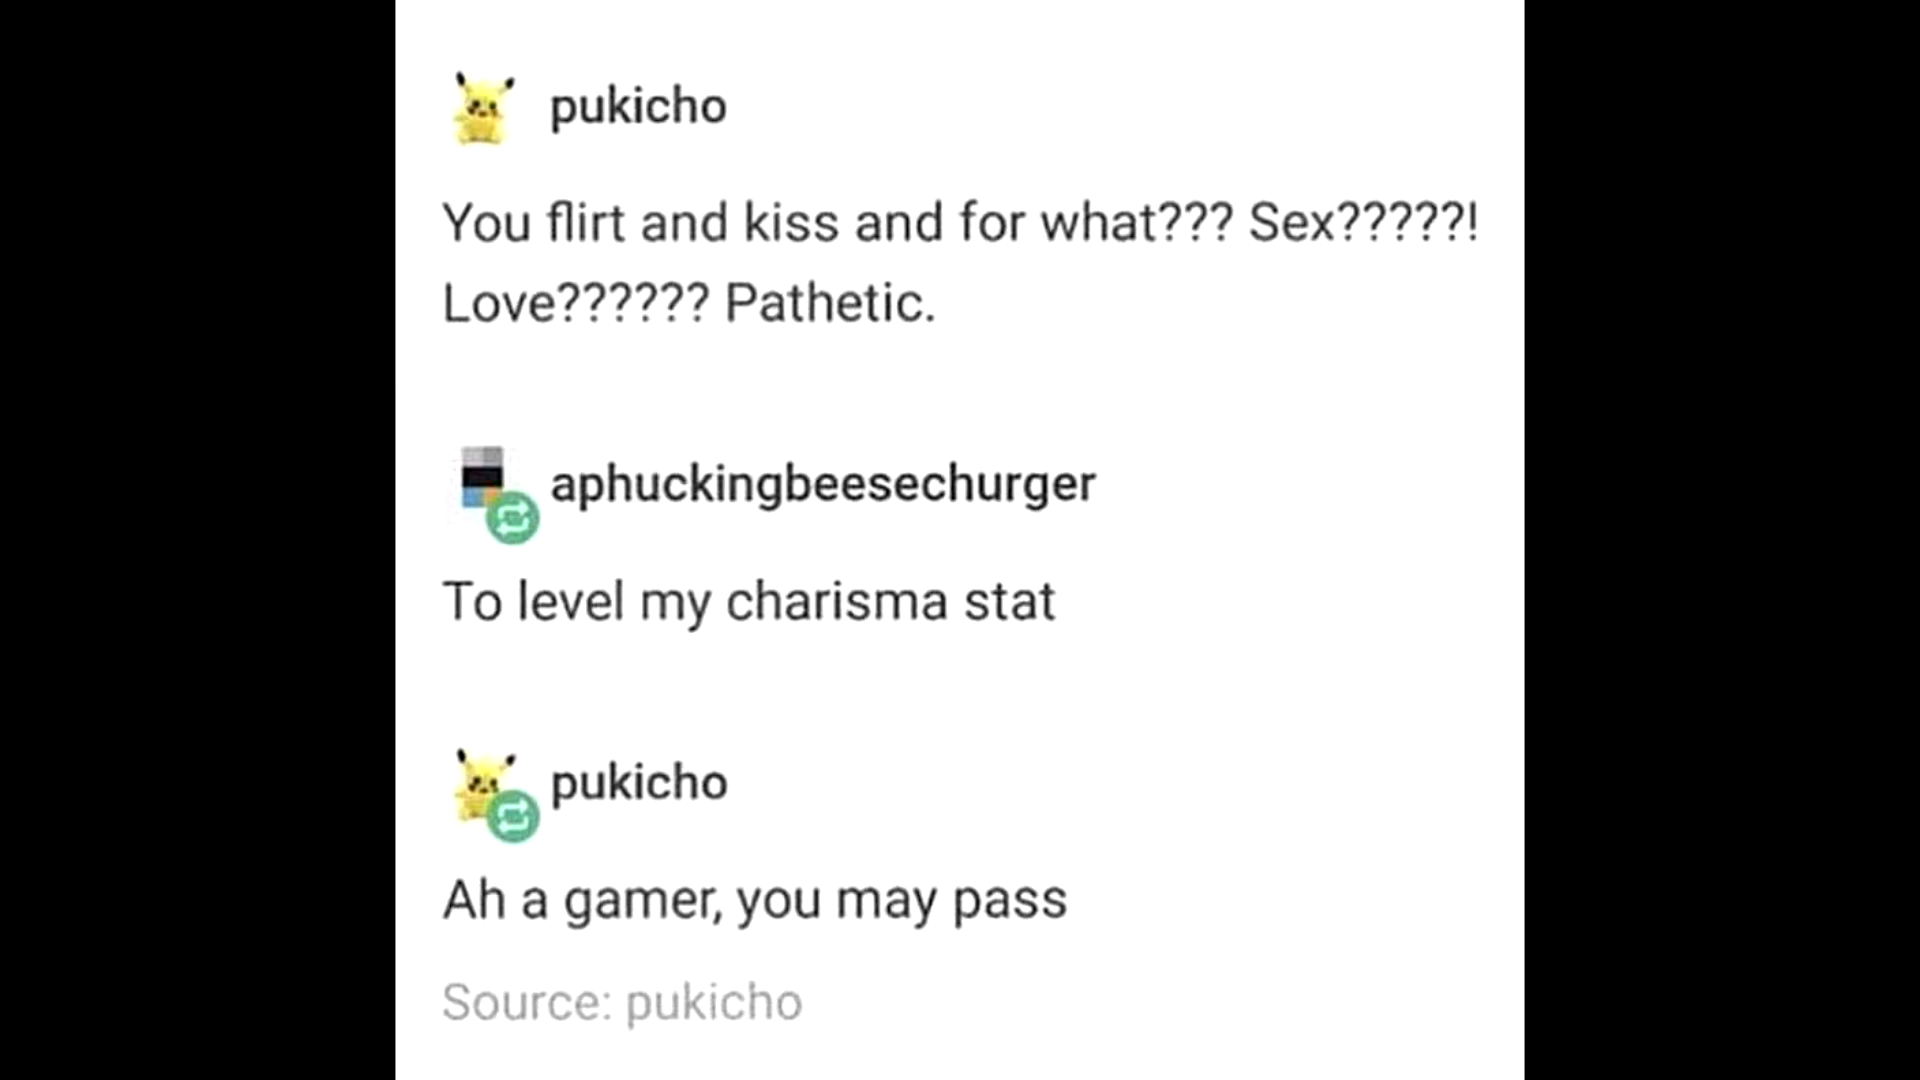 pukicho
You flirt and kiss and for what??? Sex?????!
Love?????? Pathetic.
aphuckingbeesechurger
To level my charisma stat
pukicho
Ah a gamer, you may pass
Source: pukicho